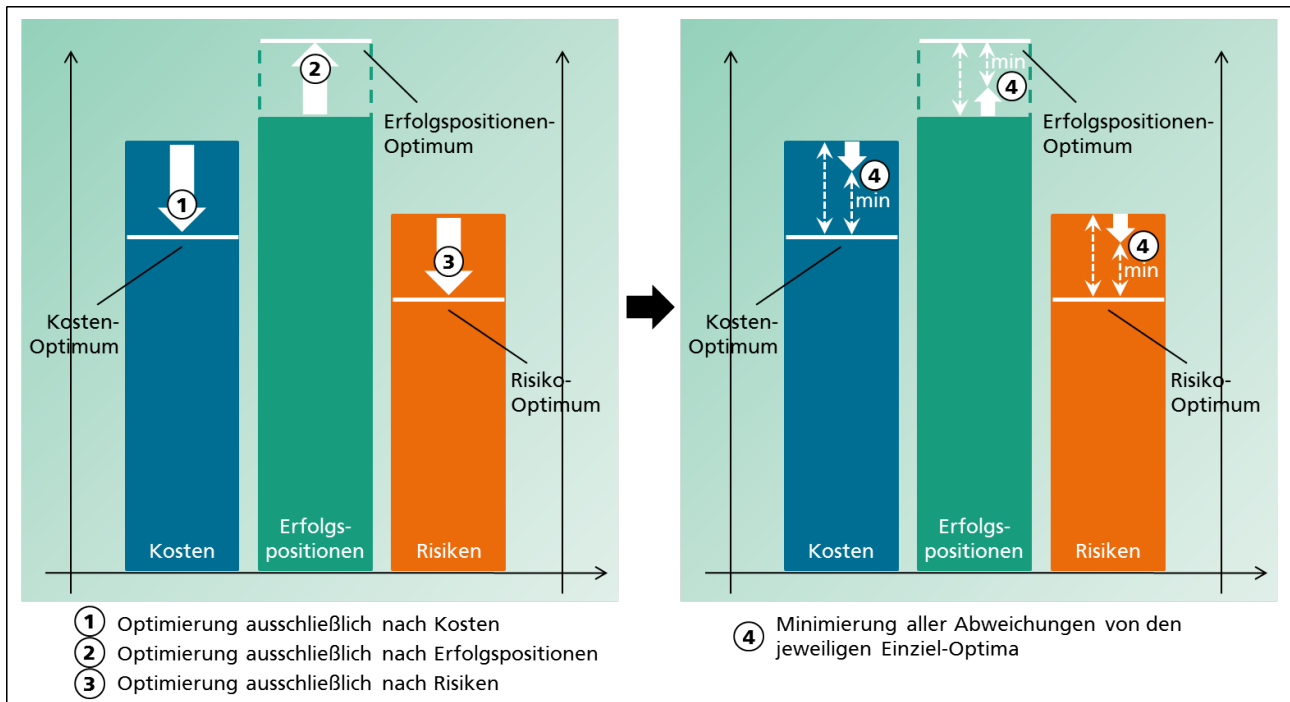 2
Erfolgspositionen-
Optimum
1
3
Kosten-
Optimum
Risiko-
Optimum
Kosten
Erfolgs-
positionen
Risiken
min
4
Erfolgspositionen-
Optimum
4
min
4
min
Kosten-
Optimum
Risiko-
Optimum
Kosten
Erfolgs-
positionen
Risiken
1 Optimierung ausschließlich nach Kosten
2 Optimierung ausschließlich nach Erfolgspositionen
3 Optimierung ausschließlich nach Risiken
4 Minimierung aller Abweichungen von den
jeweiligen Einziel-Optima